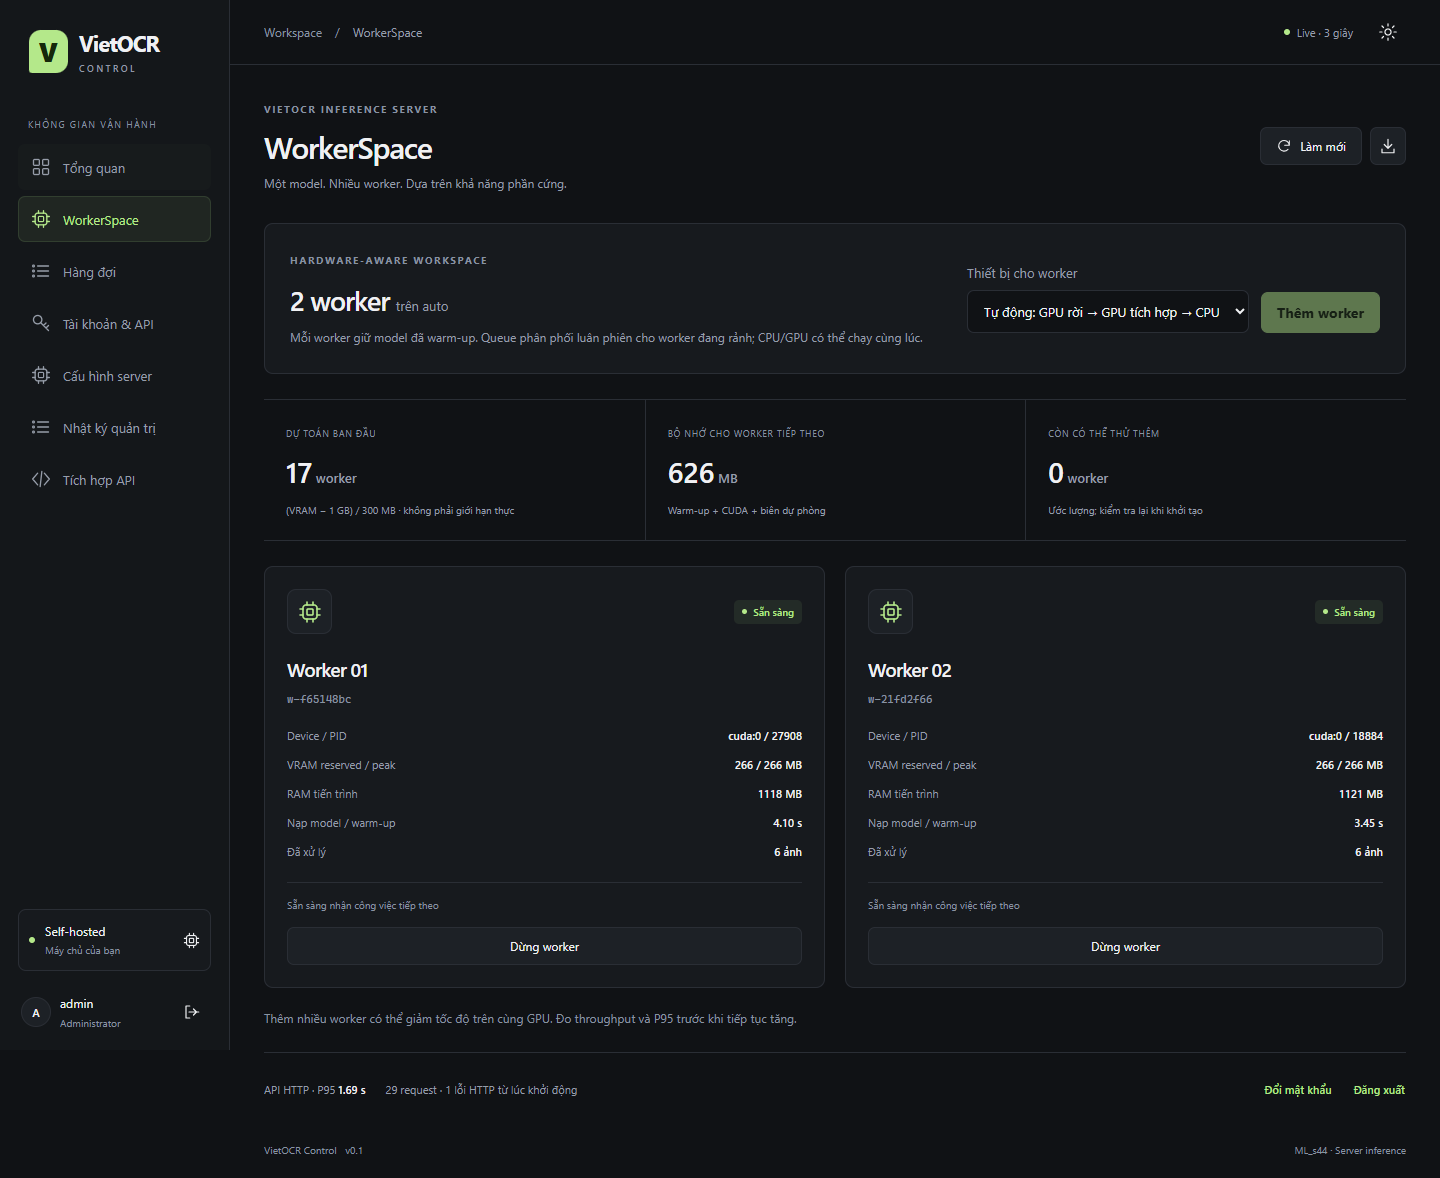 V
VietOCR
CONTROL
KHÔNG GIAN VẬN HÀNH
Tổng quan
WorkerSpace
Hàng đợi
Tài khoản & API
Cấu hình server
Nhật ký quản trị
Tích hợp API
Self-hosted
Máy chủ của bạn
A
admin
Administrator
Workspace / WorkerSpace
Live · 3 giây
VIETOCR INFERENCE SERVER
WorkerSpace
Một model. Nhiều worker. Dựa trên khả năng phần cứng.
Làm mới
HARDWARE-AWARE WORKSPACE
2 worker trên auto
Mỗi worker giữ model đã warm-up. Queue phân phối luân phiên cho worker đang rảnh; CPU/GPU có thể chạy cùng lúc.
Thiết bị cho worker
Tự động: GPU rời → GPU tích hợp → CPU
Thêm worker
DỰ TOÁN BAN ĐẦU
17 worker
(VRAM − 1 GB) / 300 MB · không phải giới hạn thực
BỘ NHỚ CHO WORKER TIẾP THEO
626 MB
Warm-up + CUDA + biên dự phòng
CÒN CÓ THỂ THỬ THÊM
0 worker
Ước lượng; kiểm tra lại khi khởi tạo
Sẵn sàng
Worker 01
w-f65148bc
Device / PID cuda:0 / 27908
VRAM reserved / peak 266 / 266 MB
RAM tiến trình 1118 MB
Nạp model / warm-up 4.10 s
Đã xử lý 6 ảnh
Sẵn sàng nhận công việc tiếp theo
Dừng worker
Sẵn sàng
Worker 02
w-21fd2f66
Device / PID cuda:0 / 18884
VRAM reserved / peak 266 / 266 MB
RAM tiến trình 1121 MB
Nạp model / warm-up 3.45 s
Đã xử lý 6 ảnh
Sẵn sàng nhận công việc tiếp theo
Dừng worker
Thêm nhiều worker có thể giảm tốc độ trên cùng GPU. Đo throughput và P95 trước khi tiếp tục tăng.
API HTTP · P95 1.69 s 29 request · 1 lỗi HTTP từ lúc khởi động
Đổi mật khẩu Đăng xuất
VietOCR Control v0.1
ML_s44 · Server inference